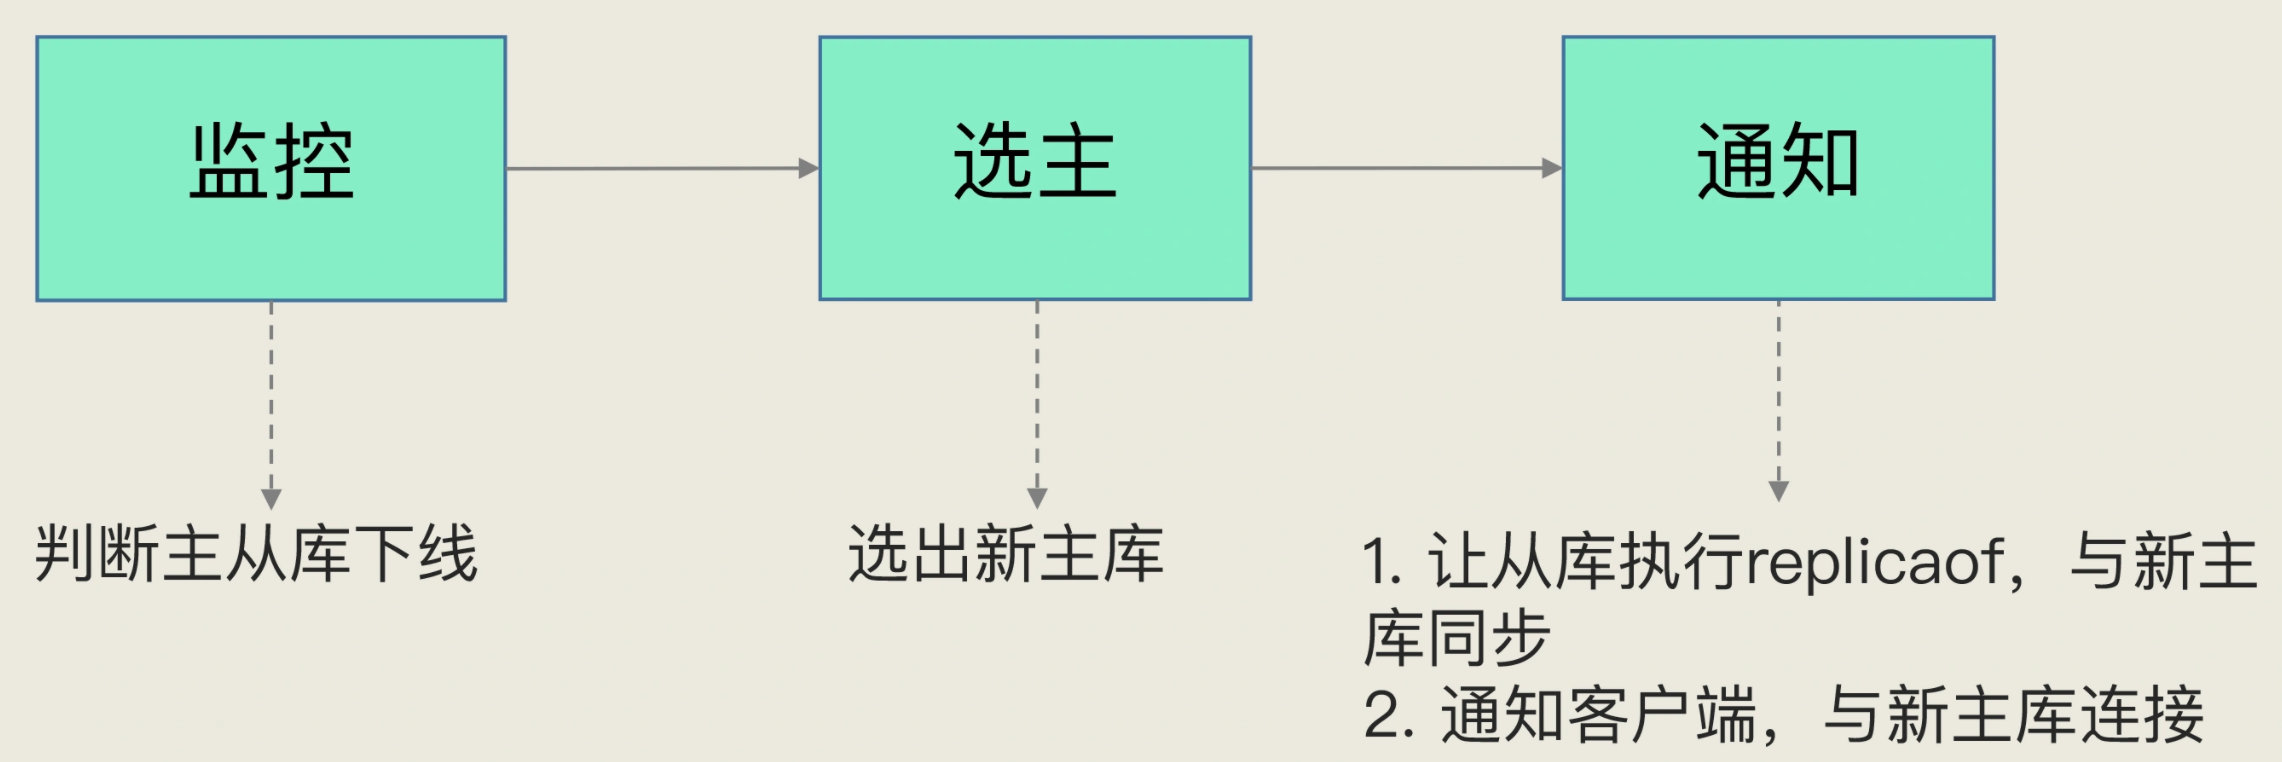 监控
选主
通知
判断主从库下线
选出新主库
1. 让从库执行replicaof，与新主
库同步
2. 通知客户端，与新主库连接